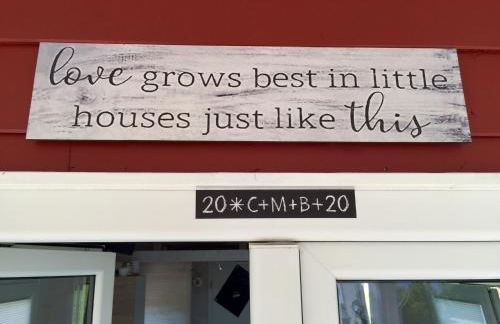 love grows best in little
houses just like this
20*C+M+B+20